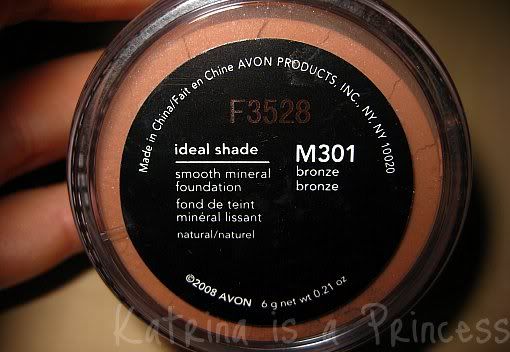 Made in China/Fait en Chine AVON PRODUCTS, INC., NY, NY 10020
F3528
ideal shade
smooth mineral
foundation
fond de teint
minéral lissant
natural/naturel
M301
bronze
bronze
©2008 AVON 6 g net wt 0.21 oz
Katrina is a Princess